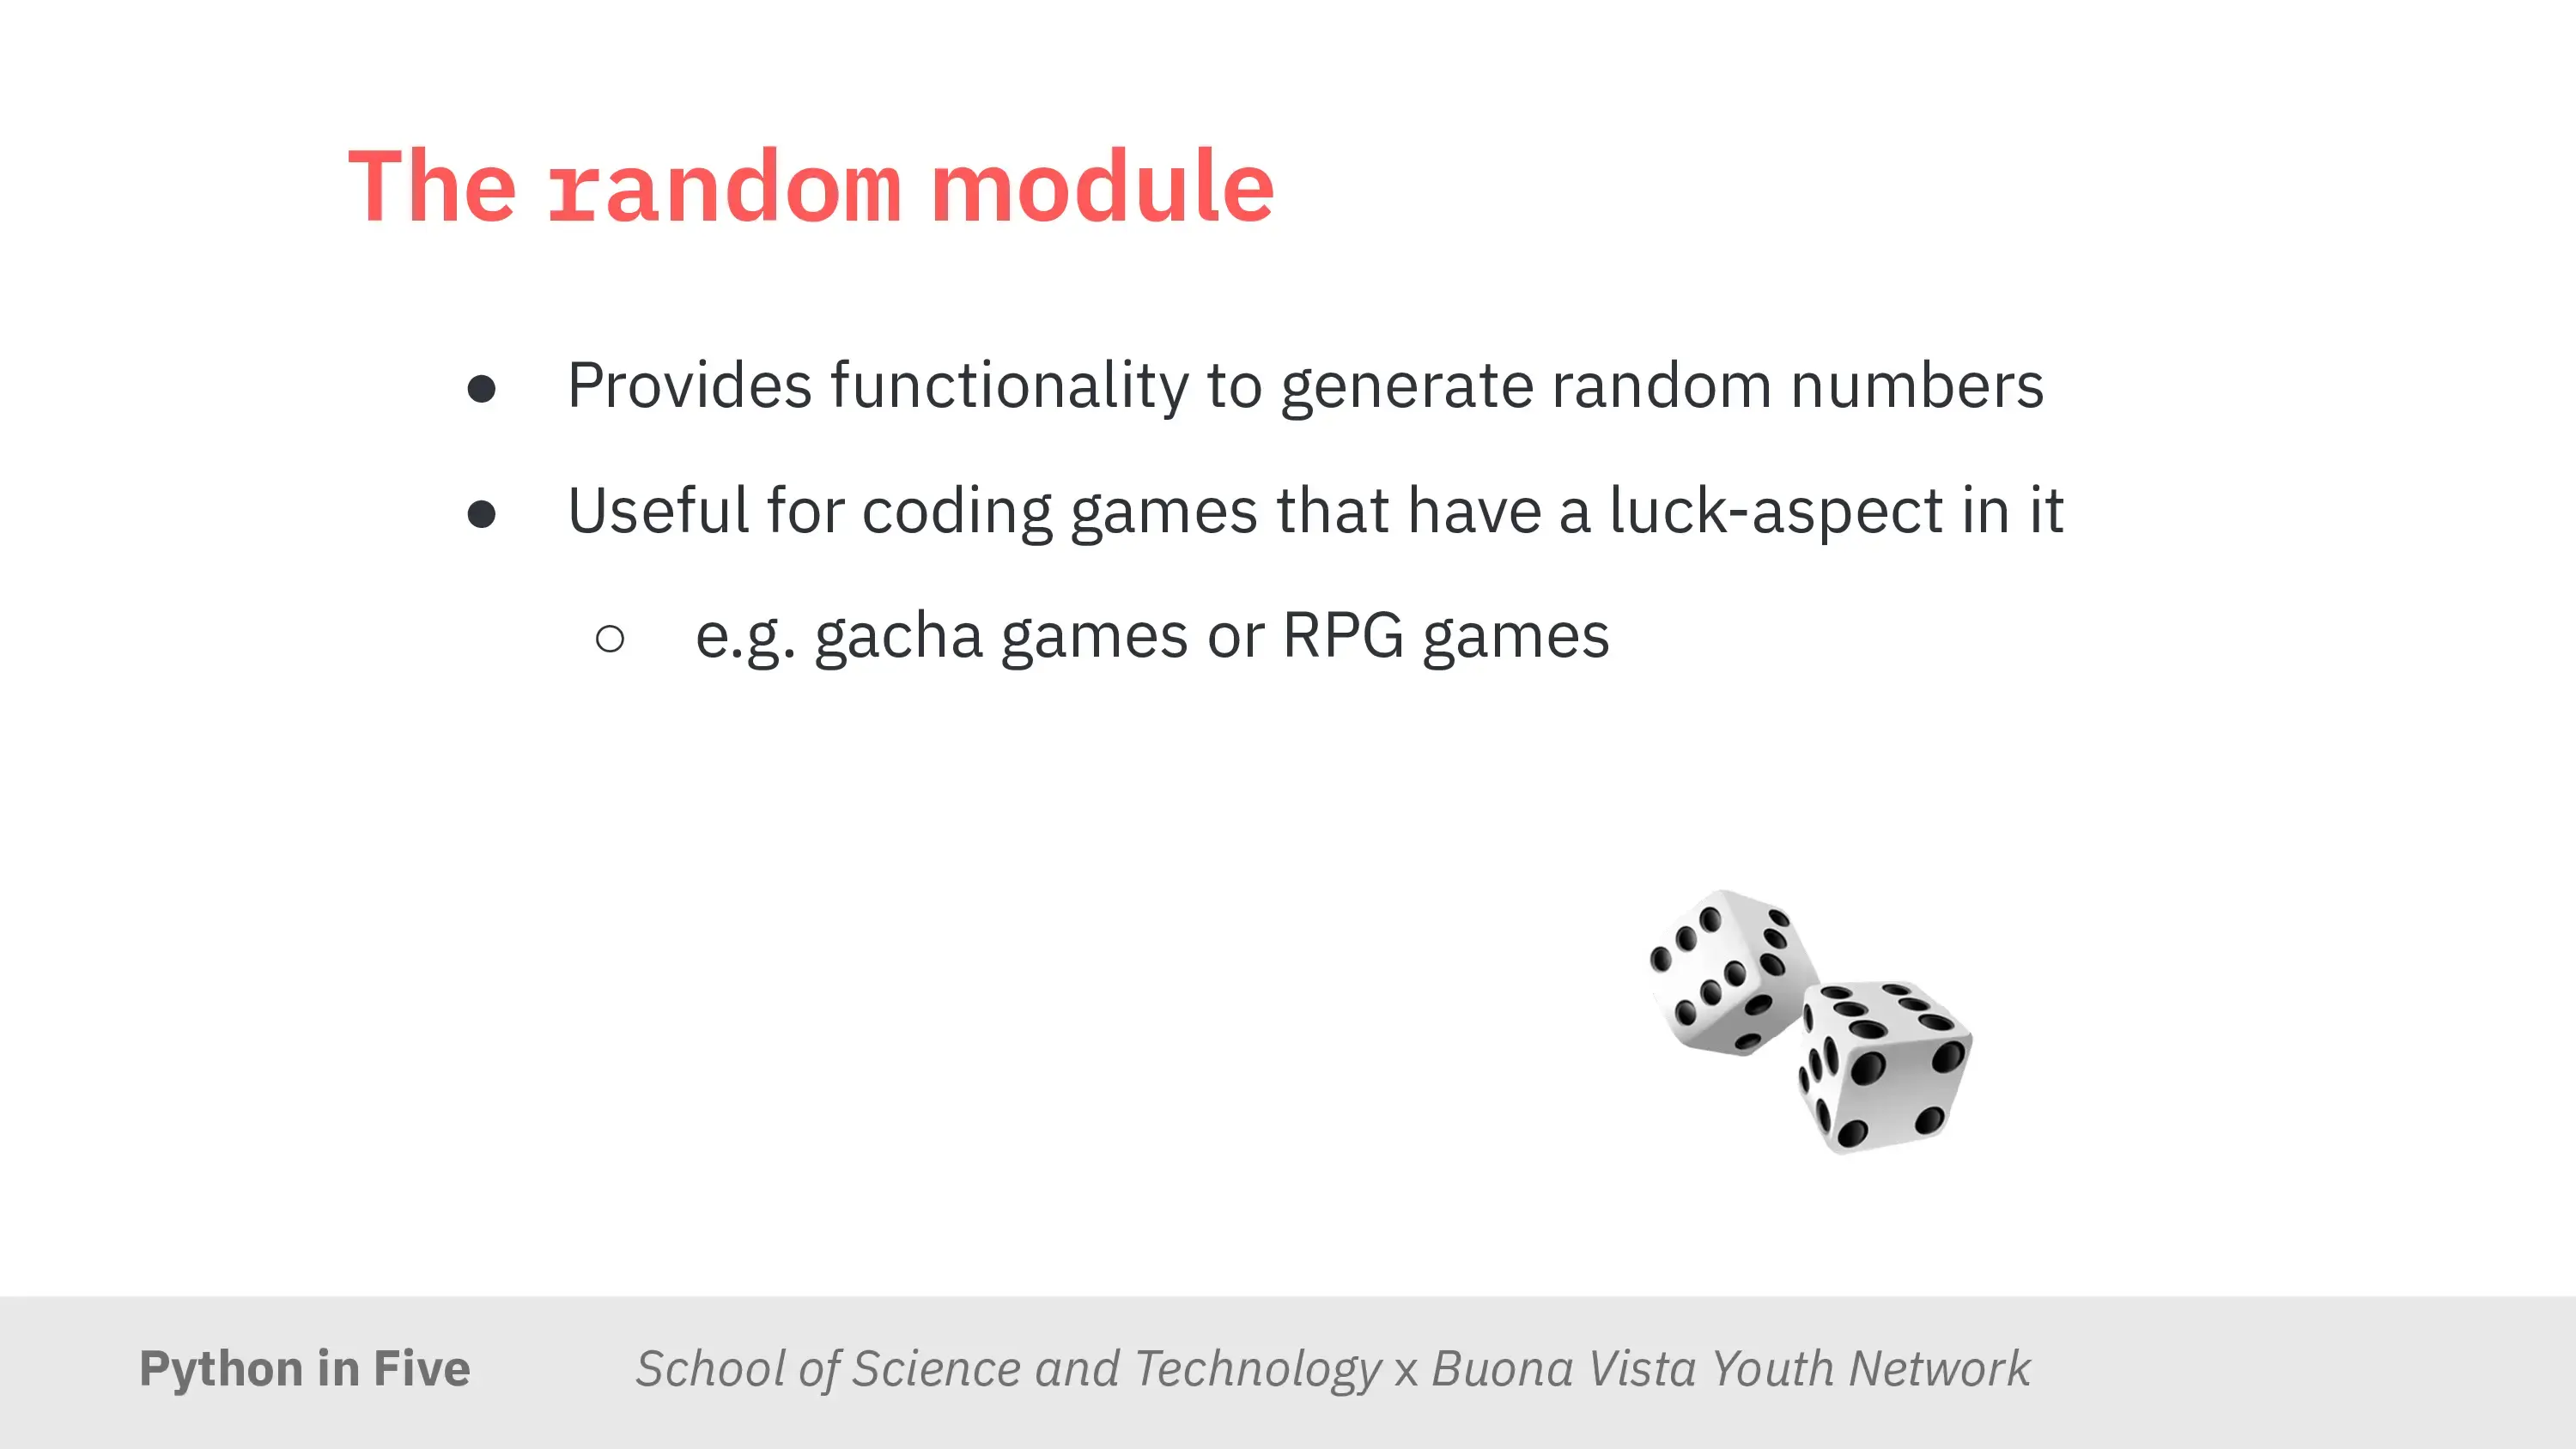 The random module
● Provides functionality to generate random numbers
● Useful for coding games that have a luck-aspect in it
○ e.g. gacha games or RPG games
Python in Five School of Science and Technology x Buona Vista Youth Network